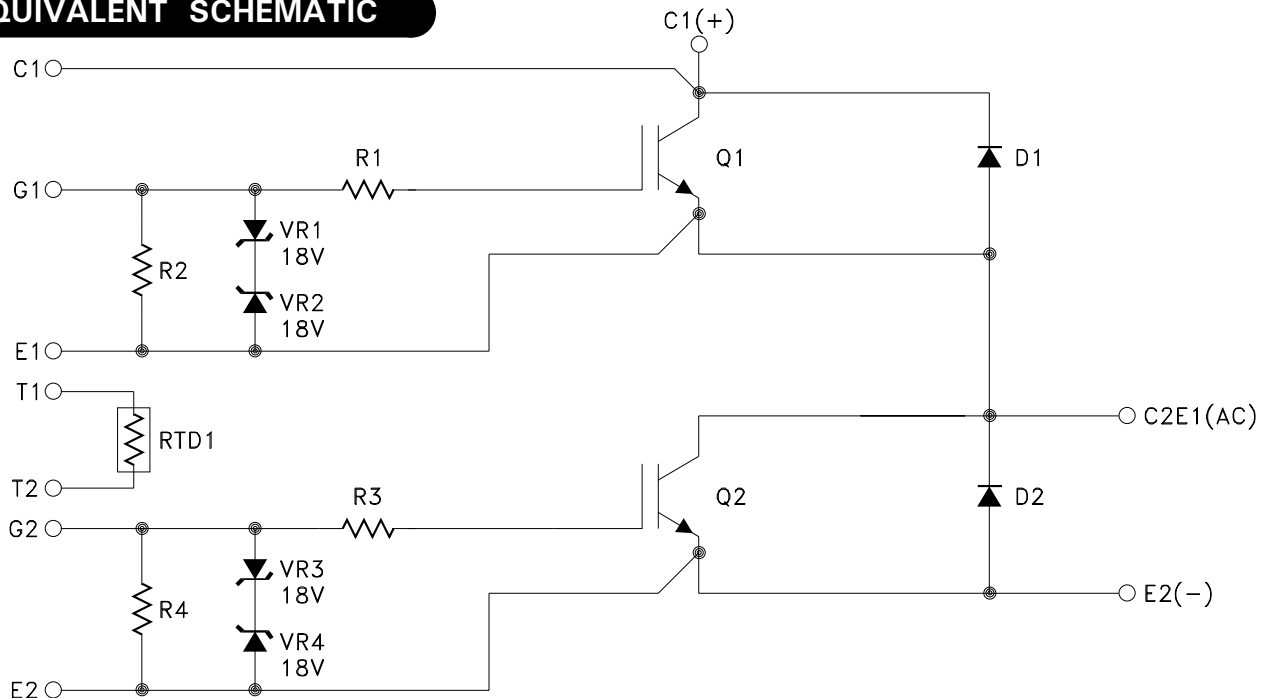 QUIVALENT SCHEMATIC
C1(+)
C1
R1
Q1
D1
G1
VR1
18V
R2
VR2
18V
E1
T1
C2E1(AC)
RTD1
T2
R3
Q2
D2
G2
VR3
18V
E2(-)
R4
VR4
18V
E2